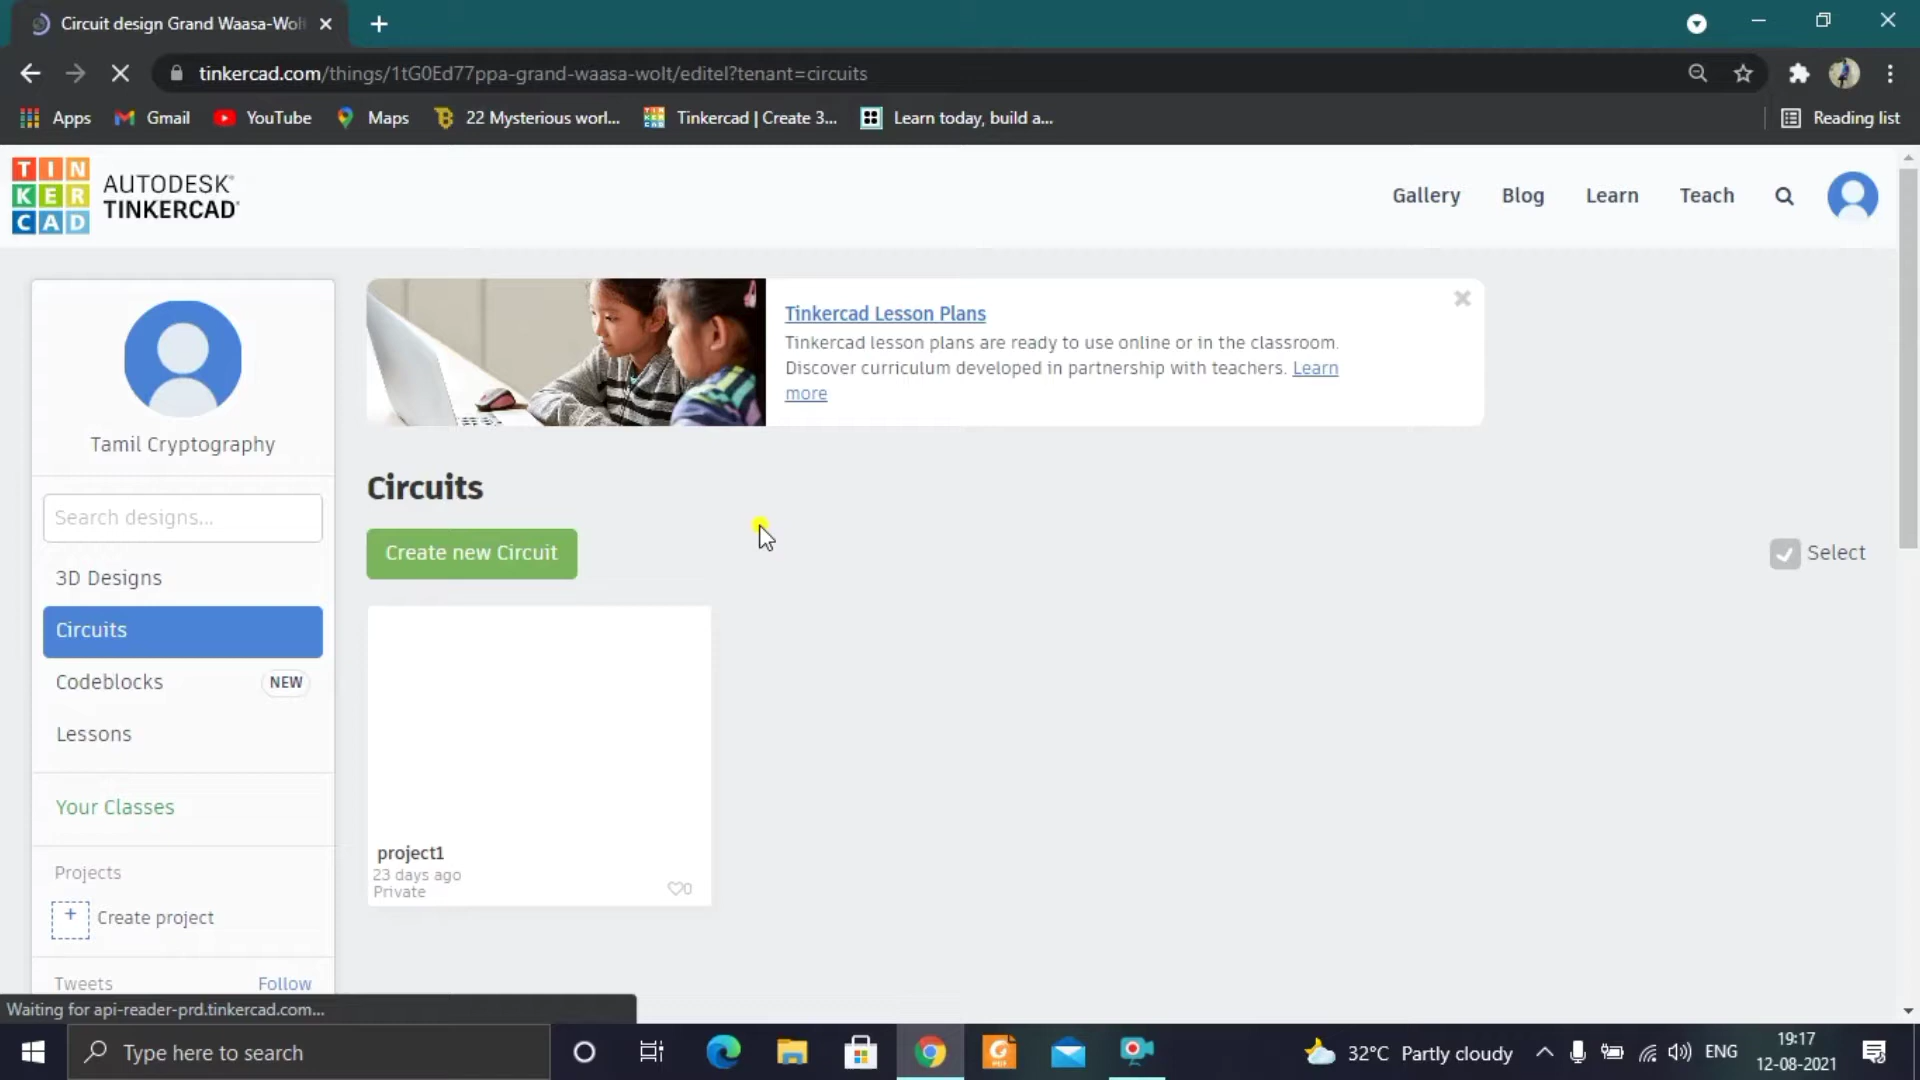 Circuit design Grand Waasa-Wolt
tinkercad.com/things/1tG0Ed77ppa-grand-waasa-wolt/editel?tenant=circuits
Apps
Gmail
YouTube
Maps
22 Mysterious worl...
Tinkercad | Create 3...
Learn today, build a...
Reading list
TIN
KER
CAD
AUTODESK®
TINKERCAD®
Gallery
Blog
Learn
Teach
Tinkercad Lesson Plans
Tinkercad lesson plans are ready to use online or in the classroom.
Discover curriculum developed in partnership with teachers. Learn
more
Tamil Cryptography
Search designs...
3D Designs
Circuits
Codeblocks
NEW
Lessons
Your Classes
Projects
+ Create project
Tweets
Follow
Circuits
Create new Circuit
Select
project1
23 days ago
Private
0
Waiting for api-reader-prd.tinkercad.com...
Type here to search
32°C Partly cloudy
ENG
19:17
12-08-2021